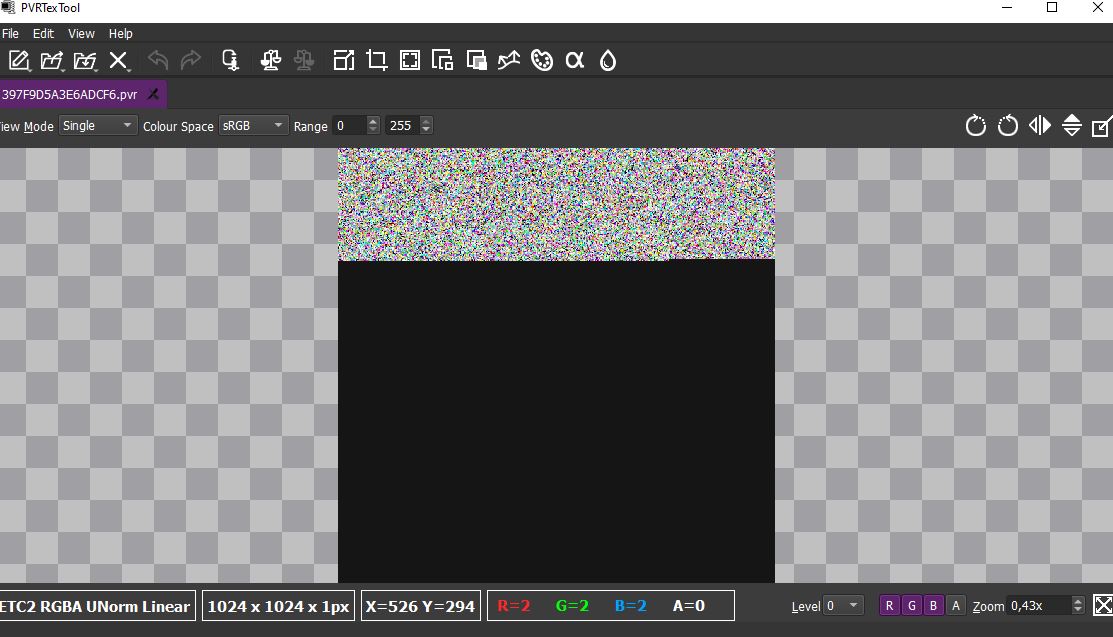 PVRTexTool
File Edit View Help
397F9D5A3E6ADCF6.pvr
iew Mode Single Colour Space sRGB Range 0 255
ETC2 RGBA UNorm Linear 1024 x 1024 x 1px X=526 Y=294 R=2 G=2 B=2 A=0 Level 0 R G B A Zoom 0,43x